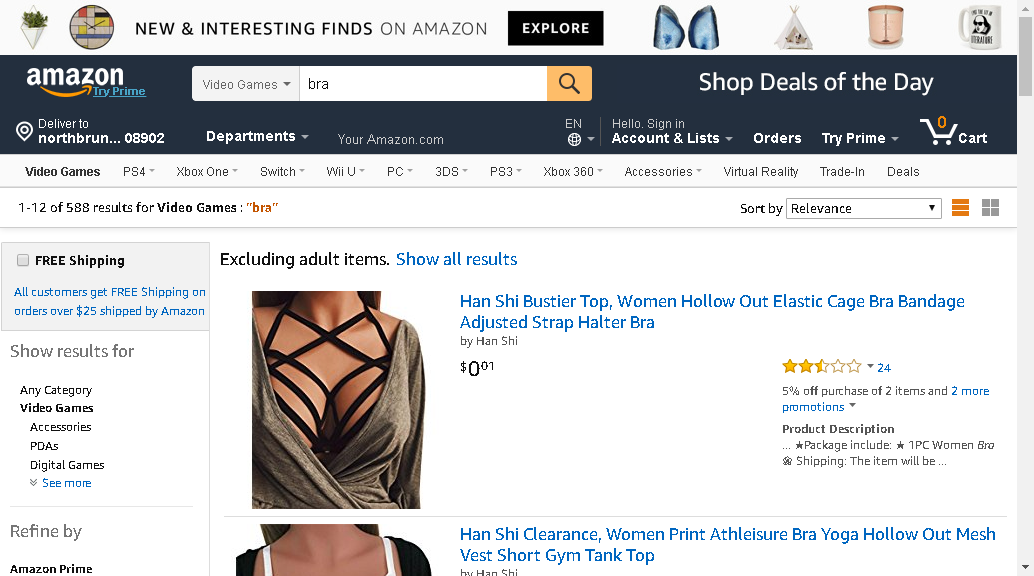 NEW & INTERESTING FINDS ON AMAZON EXPLORE
amazon
Try Prime
Video Games bra
Shop Deals of the Day
Deliver to
northbrun... 08902
Departments
Your Amazon.com
EN
Hello. Sign in
Account & Lists
Orders
Try Prime
0
Cart
Video Games PS4 Xbox One Switch Wii U PC 3DS PS3 Xbox 360 Accessories Virtual Reality Trade-In Deals
1-12 of 588 results for Video Games : "bra"
Sort by Relevance
FREE Shipping
All customers get FREE Shipping on
orders over $25 shipped by Amazon
Show results for
Any Category
Video Games
Accessories
PDAs
Digital Games
See more
Refine by
Amazon Prime
Excluding adult items. Show all results
Han Shi Bustier Top, Women Hollow Out Elastic Cage Bra Bandage
Adjusted Strap Halter Bra
by Han Shi
$0.01
24
5% off purchase of 2 items and 2 more
promotions
Product Description
... ★Package include: ★ 1PC Women Bra
֍ Shipping: The item will be ...
Han Shi Clearance, Women Print Athleisure Bra Yoga Hollow Out Mesh
Vest Short Gym Tank Top
by Han Shi